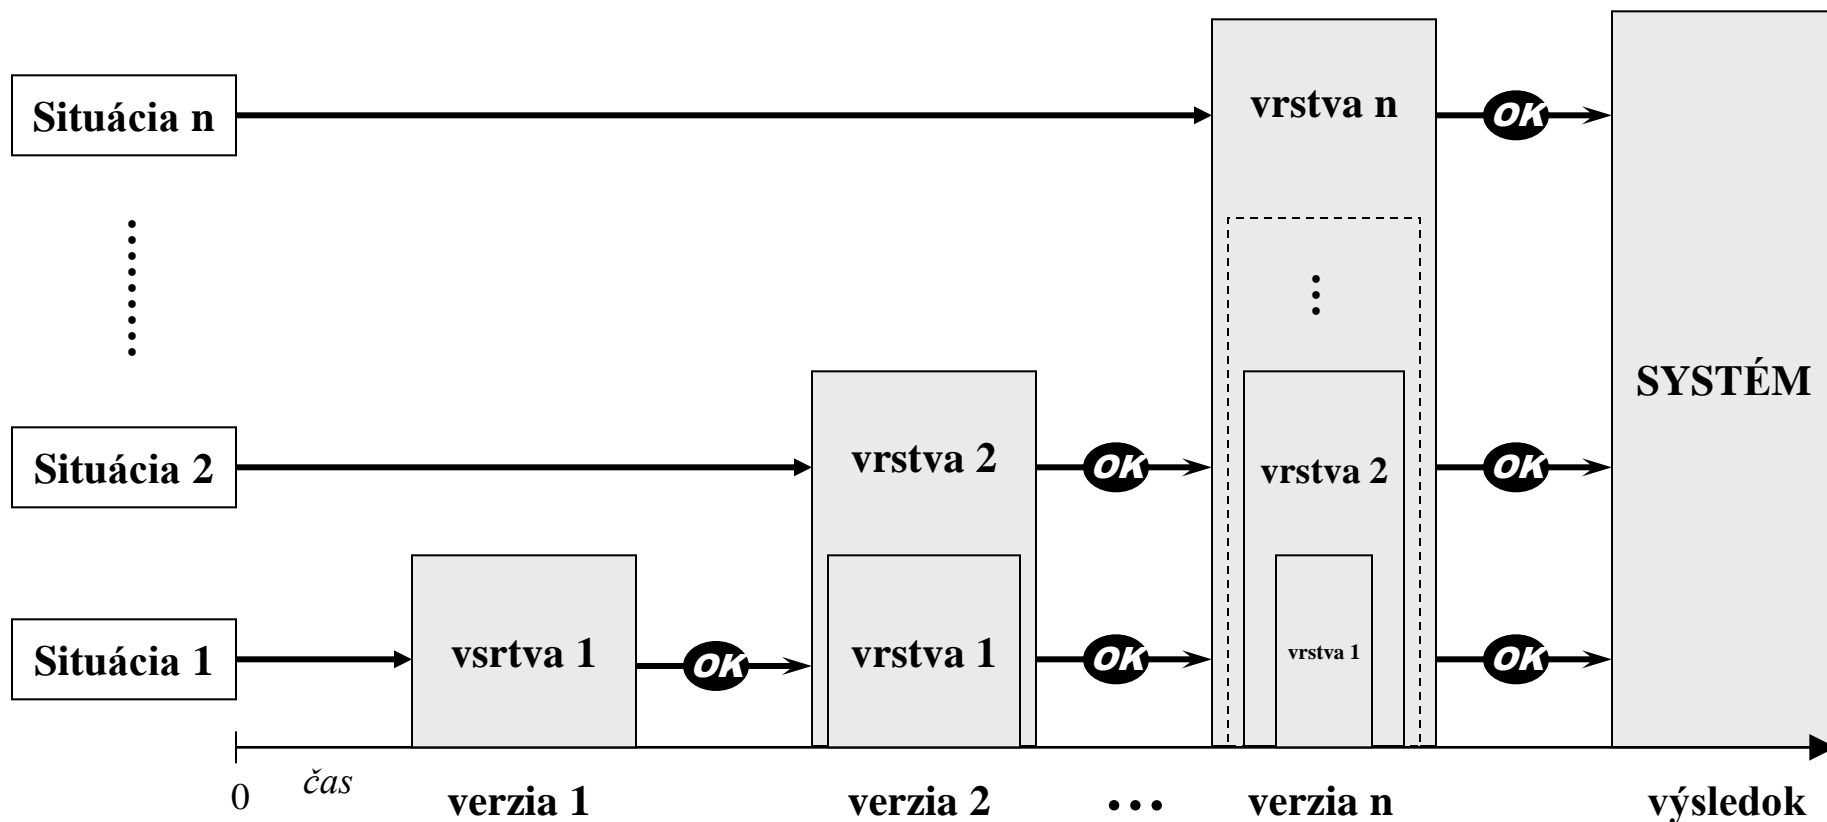 Situácia n
vrstva n
OK
SYSTÉM
Situácia 2
vrstva 2
OK
vrstva 2
OK
Situácia 1
vsrtva 1
OK
vrstva 1
OK
vrstva 1
OK
0
čas
verzia 1
verzia 2
...
verzia n
výsledok